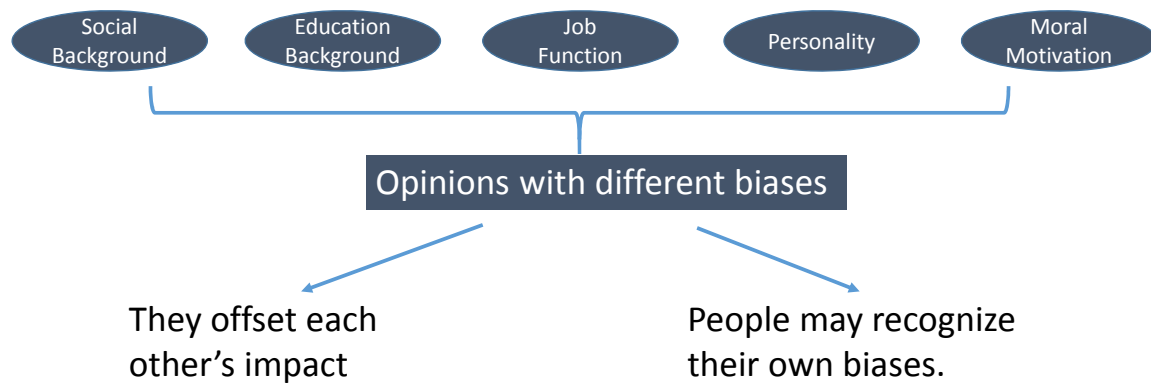 Social
Background
Education
Background
Job
Function
Personality
Moral
Motivation
Opinions with different biases
They offset each
other’s impact
People may recognize
their own biases.